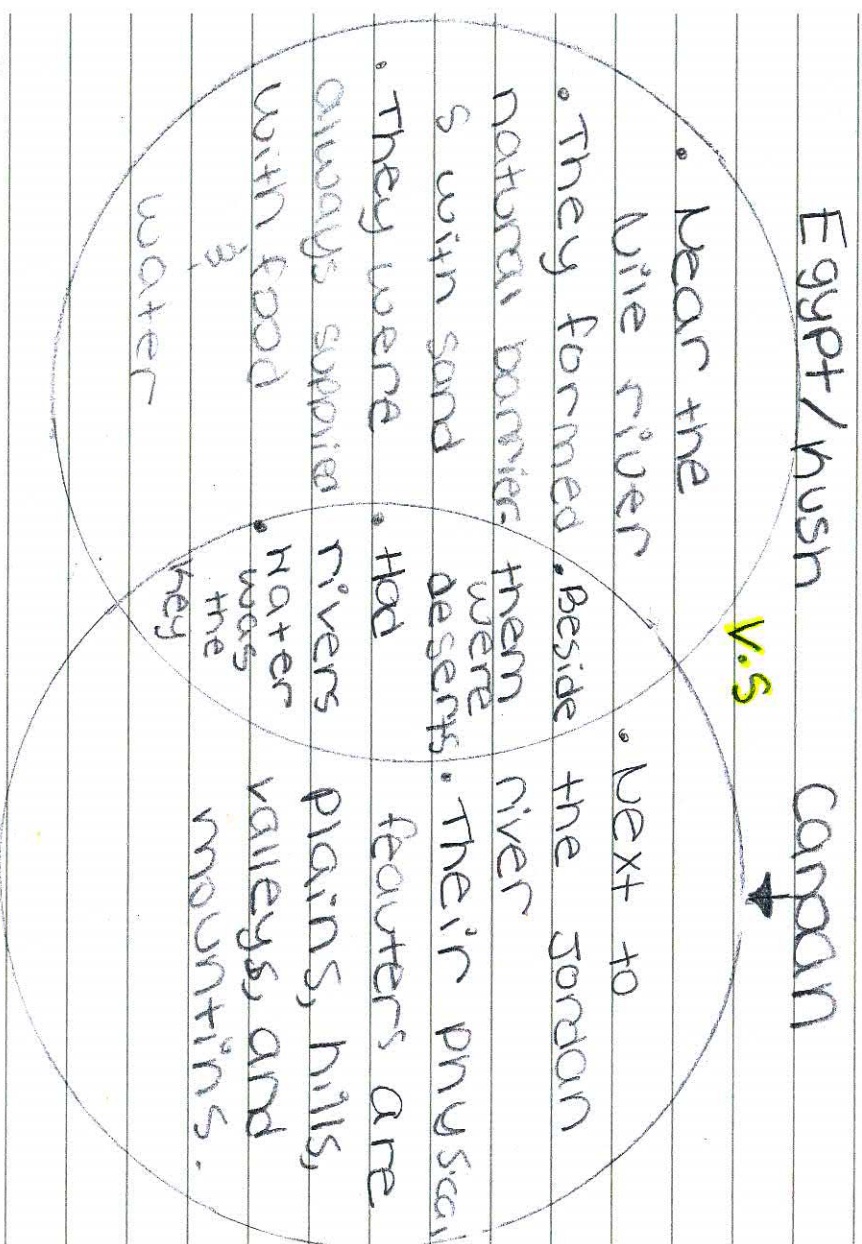 Egypt/kush
V.S
Canaan
• Near the
Nile river
• They formed
natural barrier
s with sand
• They were
always supplied
with food
&
water
• Beside
them
were
deserts
• Had
rivers
• Water
was
the
key
• Next to
the Jordan
river
• Their physical
feauters are
plains, hills,
valleys, and
mountins.